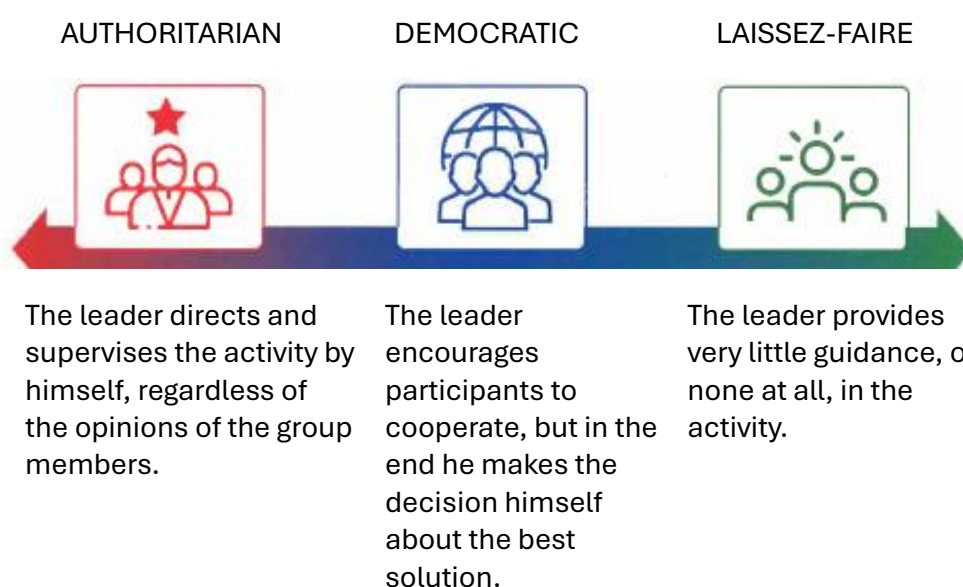 AUTHORITARIAN
DEMOCRATIC
LAISSEZ-FAIRE
The leader directs and
supervises the activity by
himself, regardless of
the opinions of the group
members.
The leader
encourages
participants to
cooperate, but in the
end he makes the
decision himself
about the best
solution.
The leader provides
very little guidance, o
none at all, in the
activity.